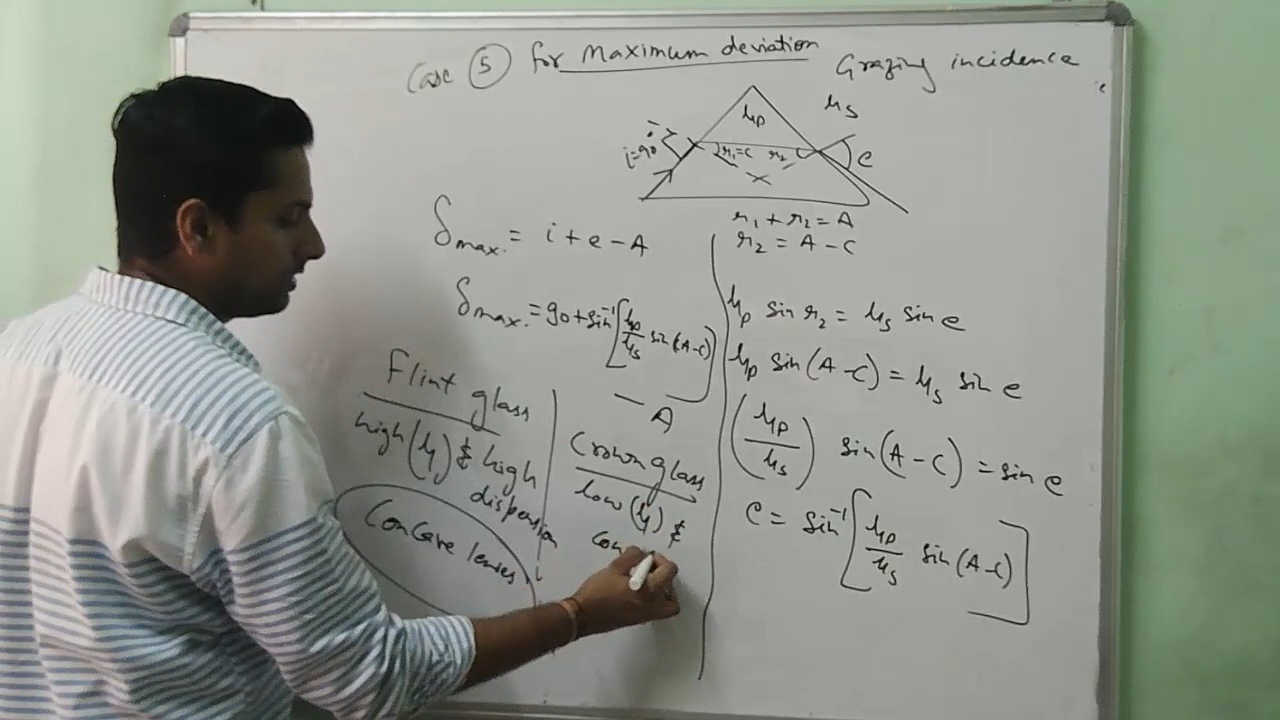 Case ⑤ for maximum deviation
Grazing incidence
μp
μs
i=90
r₁=C r₂
e
r₁ + r₂ = A
r₂ = A - C
δmax. = i + e - A
δmax. = 90 + sin⁻¹[μp/μs sin(A-C)] - A
μp sin r₂ = μs sin e
μp sin(A - C) = μs sin e
(μp/μs) sin(A - C) = sin e
e = sin⁻¹[μp/μs sin(A-C)]
Flint glass
high (μ) & high
dispersion
Concave lenses
Crown glass
low (μ) &